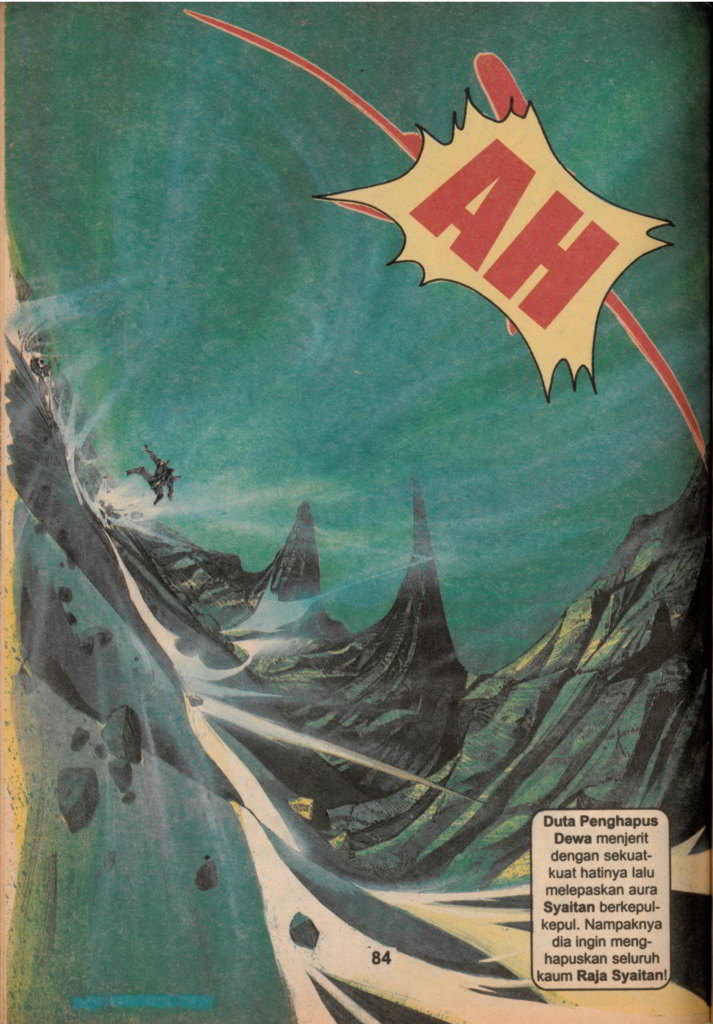 AH
Duta Penghapus
Dewa menjerit
dengan sekuat-
kuat hatinya lalu
melepaskan aura
Syaitan berkepul-
kepul. Nampaknya
dia ingin meng-
hapuskan seluruh
kaum Raja Syaitan!
84